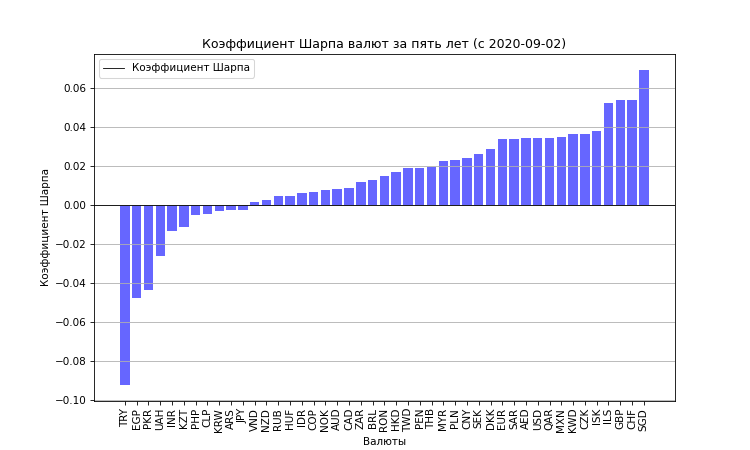 Коэффициент Шарпа валют за пять лет (с 2020-09-02)
Коэффициент Шарпа
0.06
0.04
0.02
0.00
−0.02
−0.04
−0.06
−0.08
−0.10
Коэффициент Шарпа
TRY EGP PKR UAH INR KZT PHP CLP KRW ARS JPY VND NZD RUB HUF IDR COP NOK AUD CAD ZAR BRL RON HKD TWD PEN THB MYR PLN CNY SEK DKK EUR SAR AED USD QAR MXN KWD CZK ISK ILS GBP CHF SGD
Валюты